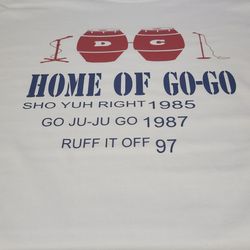 D C
HOME OF GO-GO
SHO YUH RIGHT 1985
GO JU-JU GO 1987
RUFF IT OFF 97